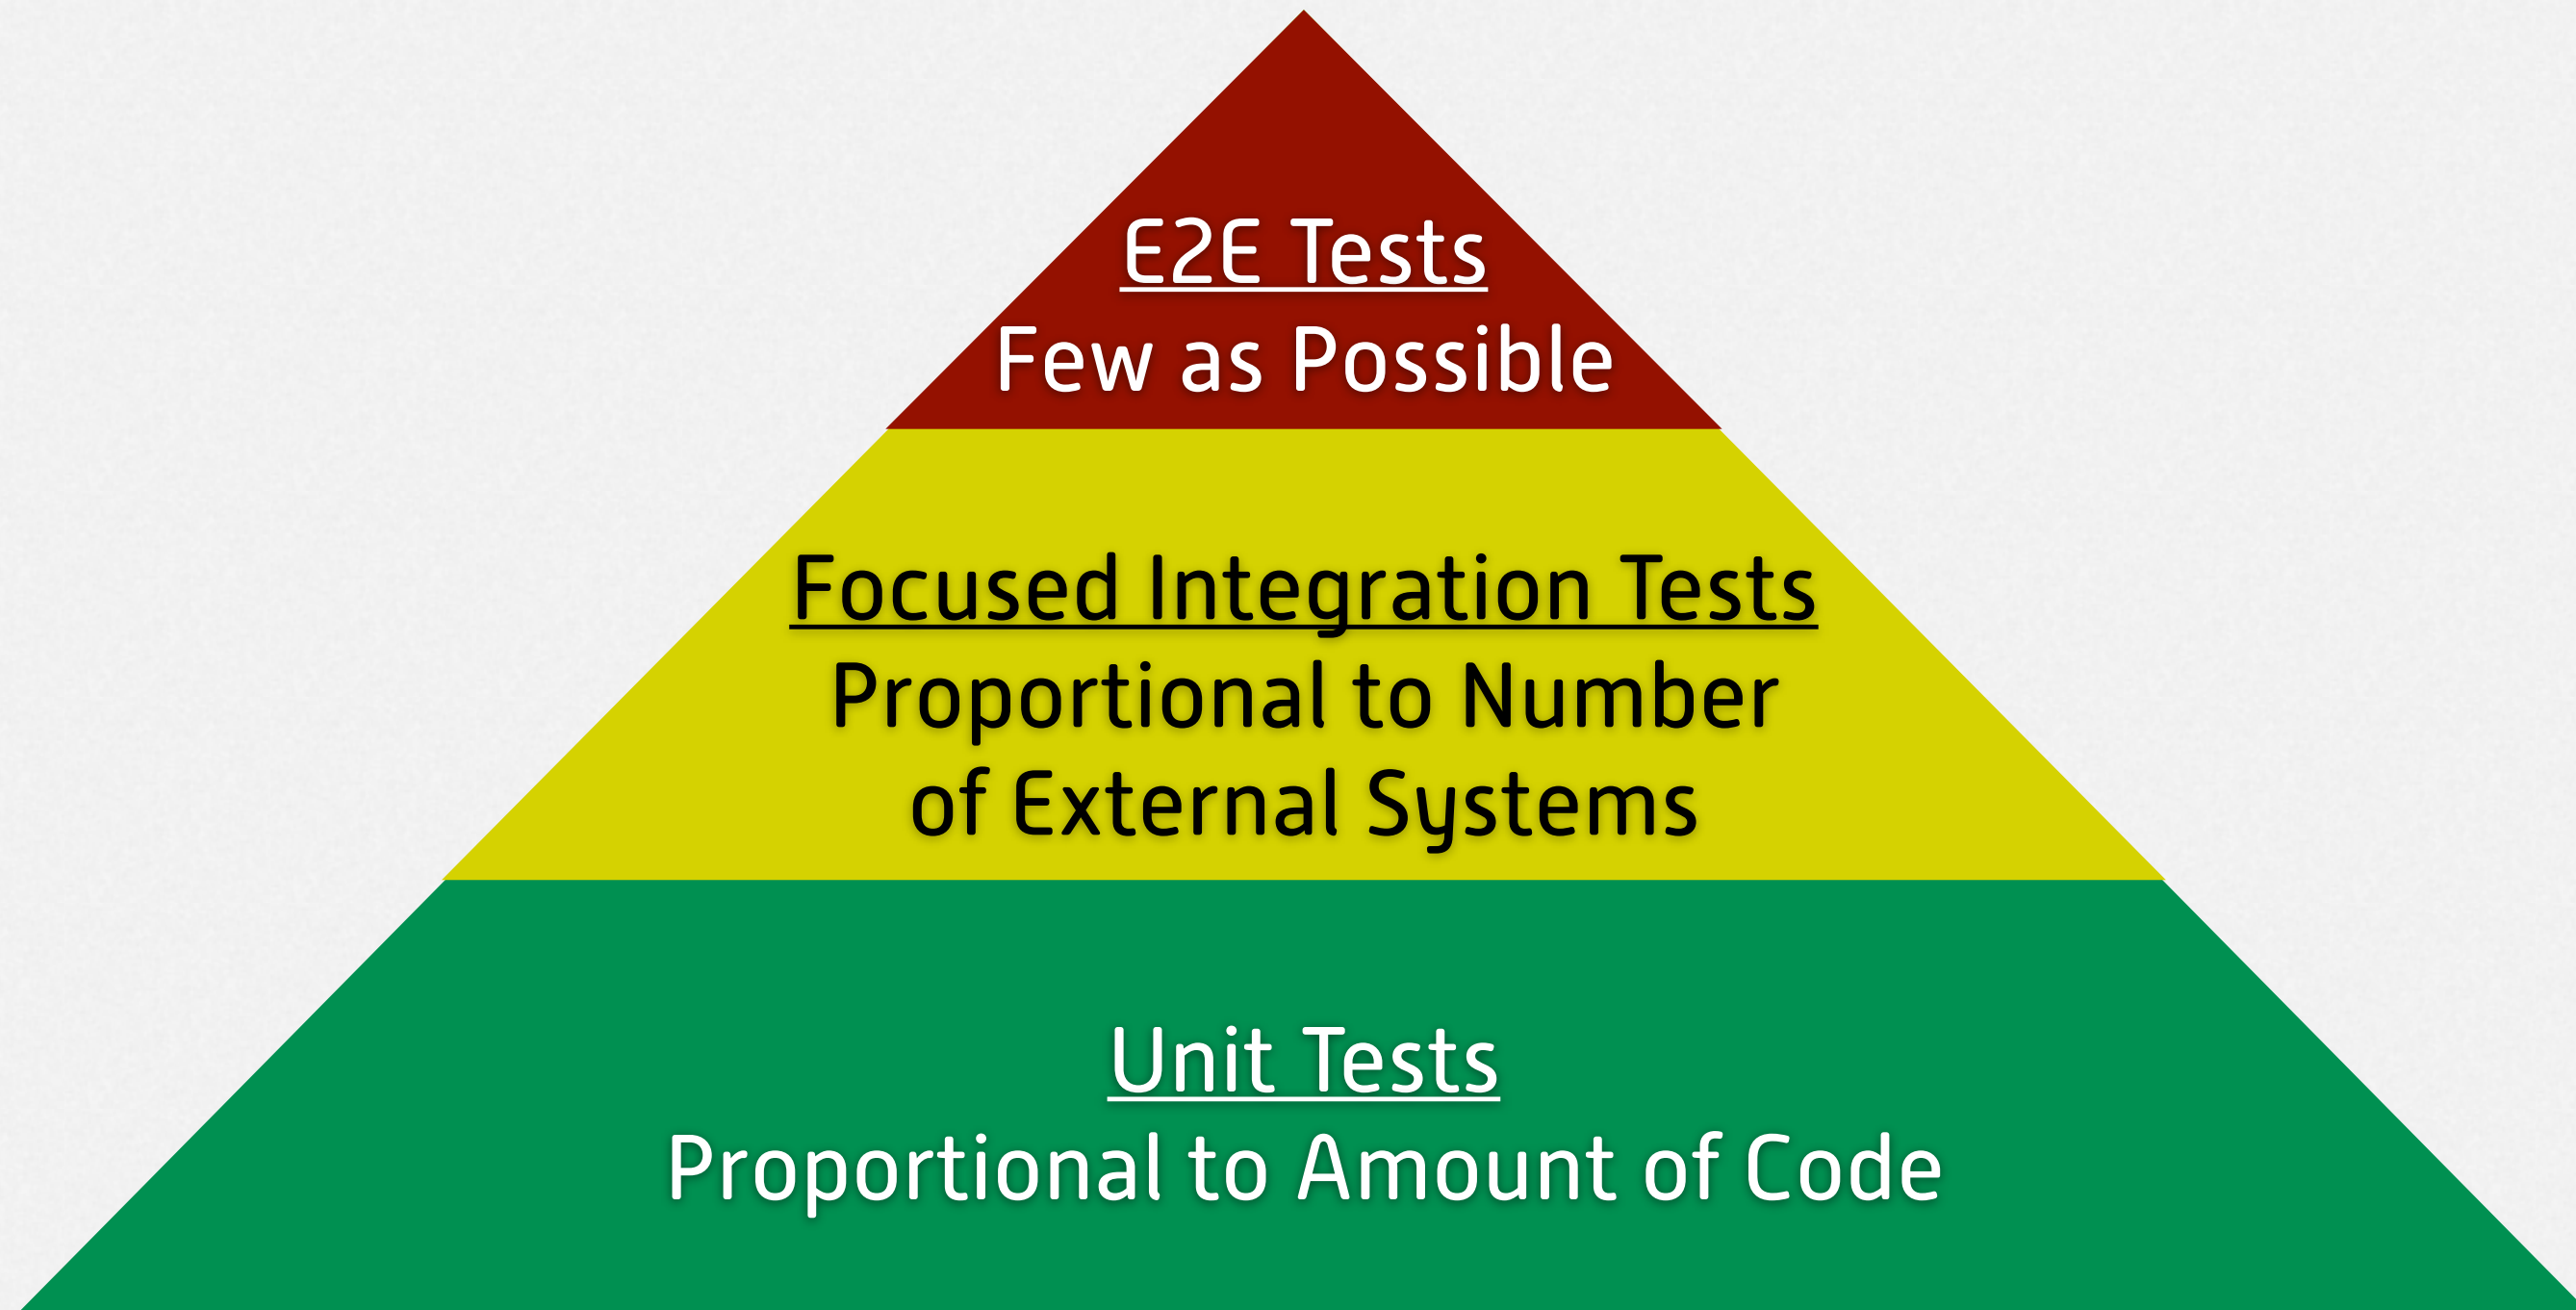 E2E Tests
Few as Possible
Focused Integration Tests
Proportional to Number
of External Systems
Unit Tests
Proportional to Amount of Code